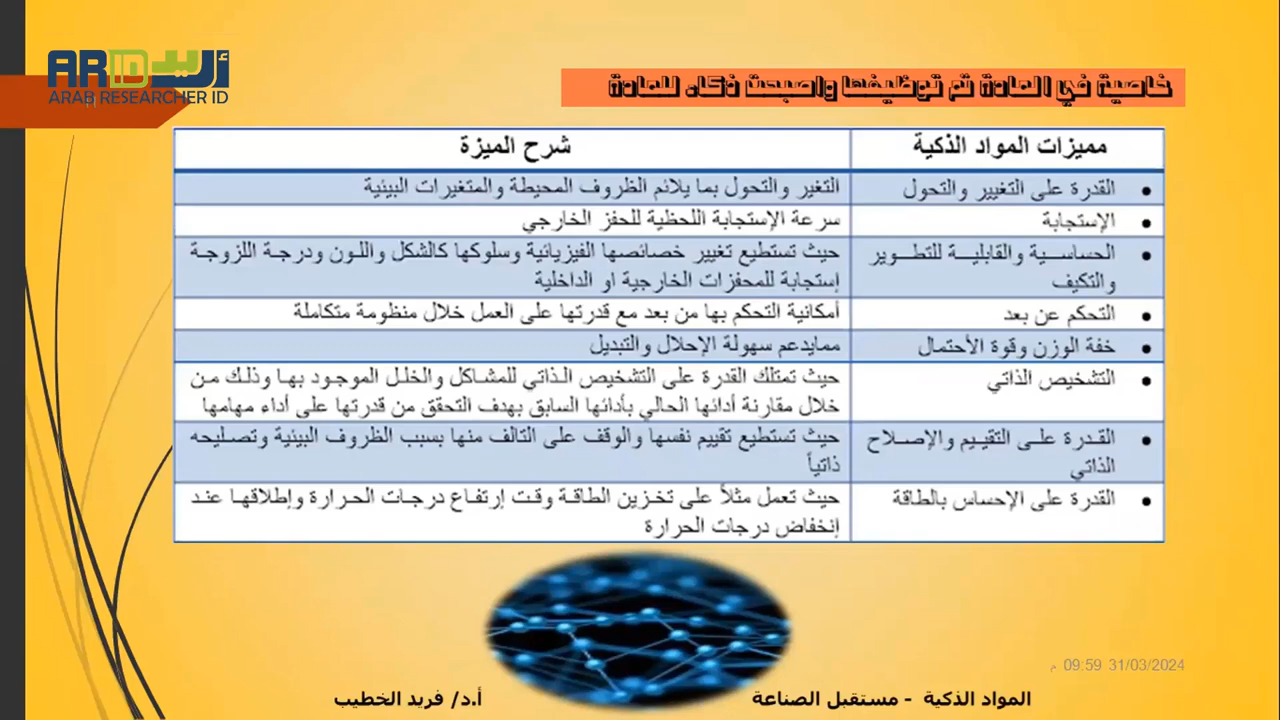 أريد
ARID
ARAB RESEARCHER ID
خاصية في المادة تم توظيفها واصبحت ذكاء للمادة
مميزات المواد الذكية
شرح الميزة
القدرة على التغيير والتحول
التغير والتحول بما يلائم الظروف المحيطة والمتغيرات البيئية
الإستجابة
سرعة الإستجابة اللحظية للحفز الخارجي
الحساسية والقابلية للتطوير
والتكيف
حيث تستطيع تغيير خصائصها الفيزيائية وسلوكها كالشكل واللون ودرجة اللزوجة
إستجابة للمحفزات الخارجية او الداخلية
التحكم عن بعد
أمكانية التحكم بها من بعد مع قدرتها على العمل خلال منظومة متكاملة
خفة الوزن وقوة الأحتمال
ممايدعم سهولة الإحلال والتبديل
التشخيص الذاتي
حيث تمتلك القدرة على التشخيص الذاتي للمشاكل والخلل الموجود بها وذلك من
خلال مقارنة أدائها الحالي بأدائها السابق بهدف التحقق من قدرتها على أداء مهامها
القدرة على التقييم والإصلاح
الذاتي
حيث تستطيع تقييم نفسها والوقف على التالف منها بسبب الظروف البيئية وتصليحه
ذاتياً
القدرة على الإحساس بالطاقة
حيث تعمل مثلاً على تخزين الطاقة وقت إرتفاع درجات الحرارة وإطلاقها عند
إنخفاض درجات الحرارة
31/03/2024 09:59 م
المواد الذكية - مستقبل الصناعة
أ.د/ فريد الخطيب